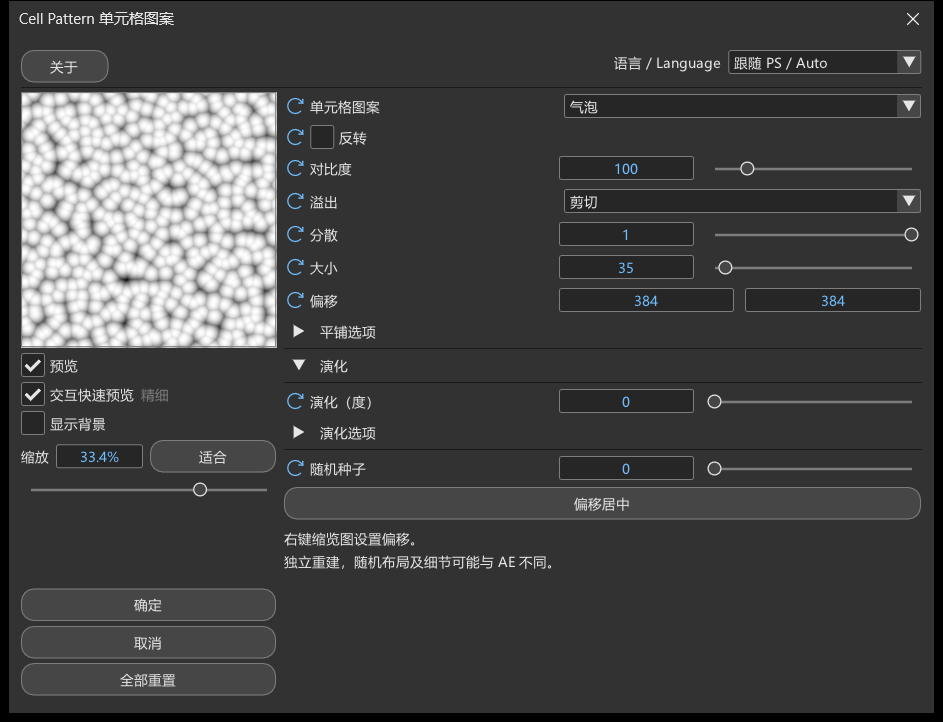 Cell Pattern 单元格图案
关于
语言 / Language 跟随 PS / Auto
单元格图案 气泡
反转
对比度 100
溢出 剪切
分散 1
大小 35
偏移 384 384
平铺选项
演化
演化（度） 0
演化选项
随机种子 0
偏移居中
右键缩览图设置偏移。
独立重建，随机布局及细节可能与 AE 不同。
预览
交互快速预览 精细
显示背景
缩放 33.4% 适合
确定
取消
全部重置